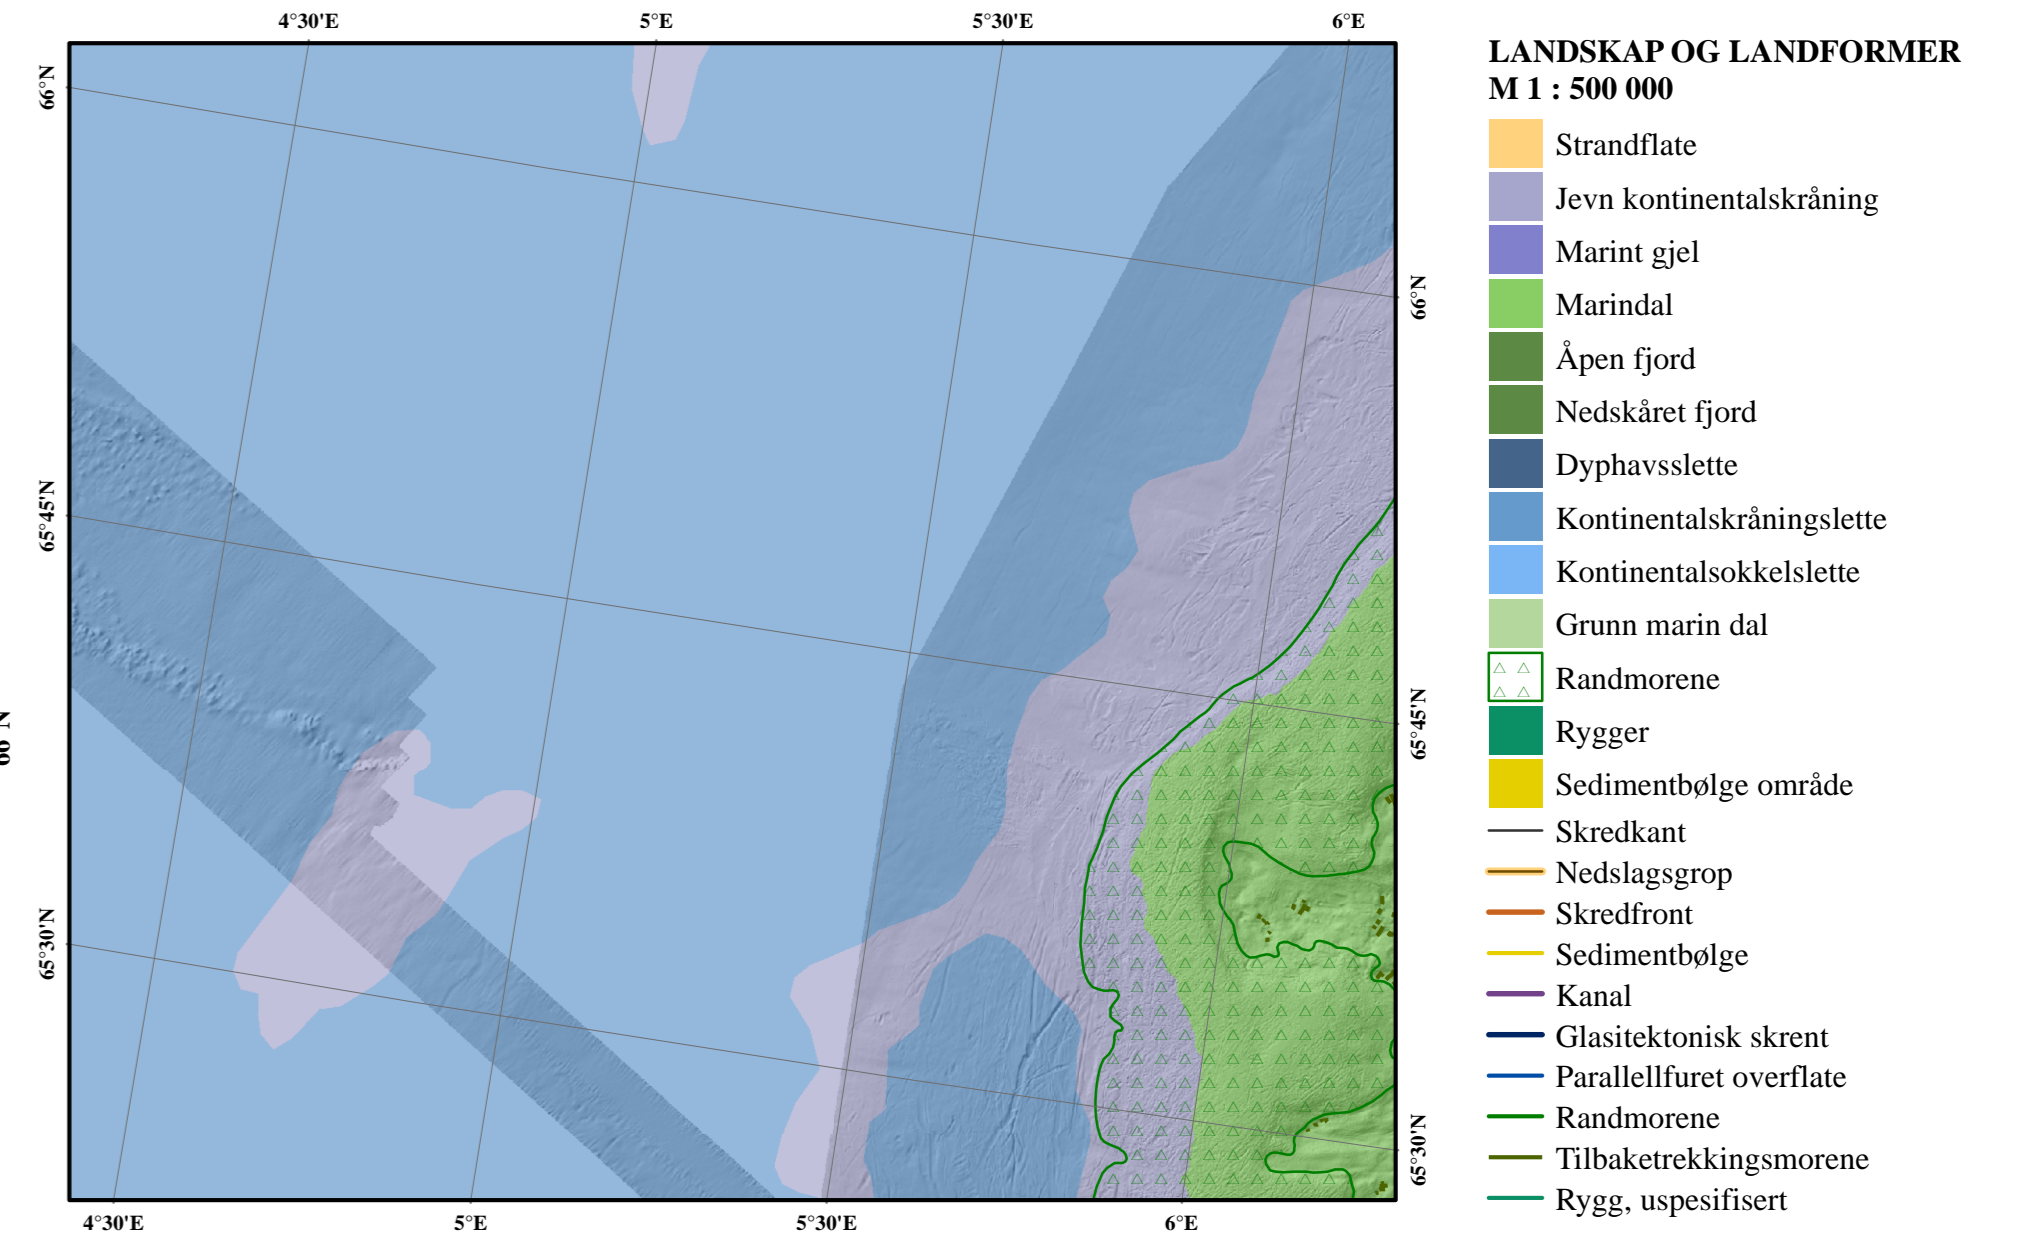 4°30'E
5°E
5°30'E
6°E
66°N
65°45'N
65°30'N
66°N
65°45'N
65°30'N
4°30'E
5°E
5°30'E
6°E
LANDSKAP OG LANDFORMER
M 1 : 500 000
Strandflate
Jevn kontinentalskråning
Marint gjel
Marindal
Åpen fjord
Nedskåret fjord
Dyphavsslette
Kontinentalskråningslette
Kontinentalsokkelslette
Grunn marin dal
Randmorene
Rygger
Sedimentbølge område
Skredkant
Nedslagsgrop
Skredfront
Sedimentbølge
Kanal
Glasitektonisk skrent
Parallellfuret overflate
Randmorene
Tilbaketrekkingsmorene
Rygg, uspesifisert